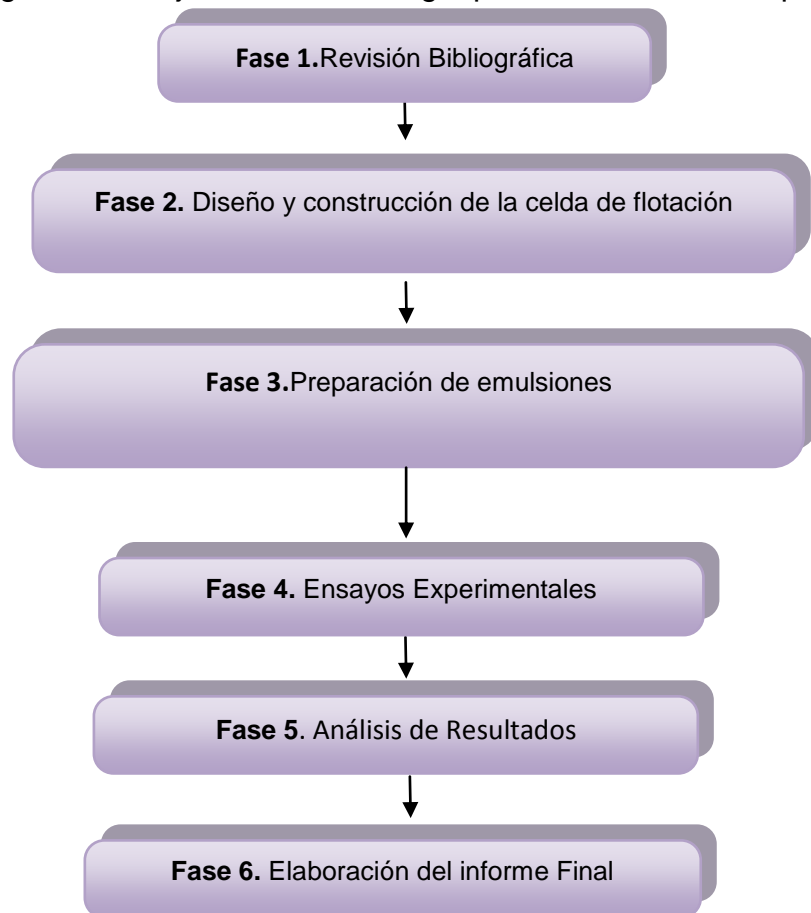 Fase 1.Revisión Bibliográfica
Fase 2. Diseño y construcción de la celda de flotación
Fase 3.Preparación de emulsiones
Fase 4. Ensayos Experimentales
Fase 5. Análisis de Resultados
Fase 6. Elaboración del informe Final